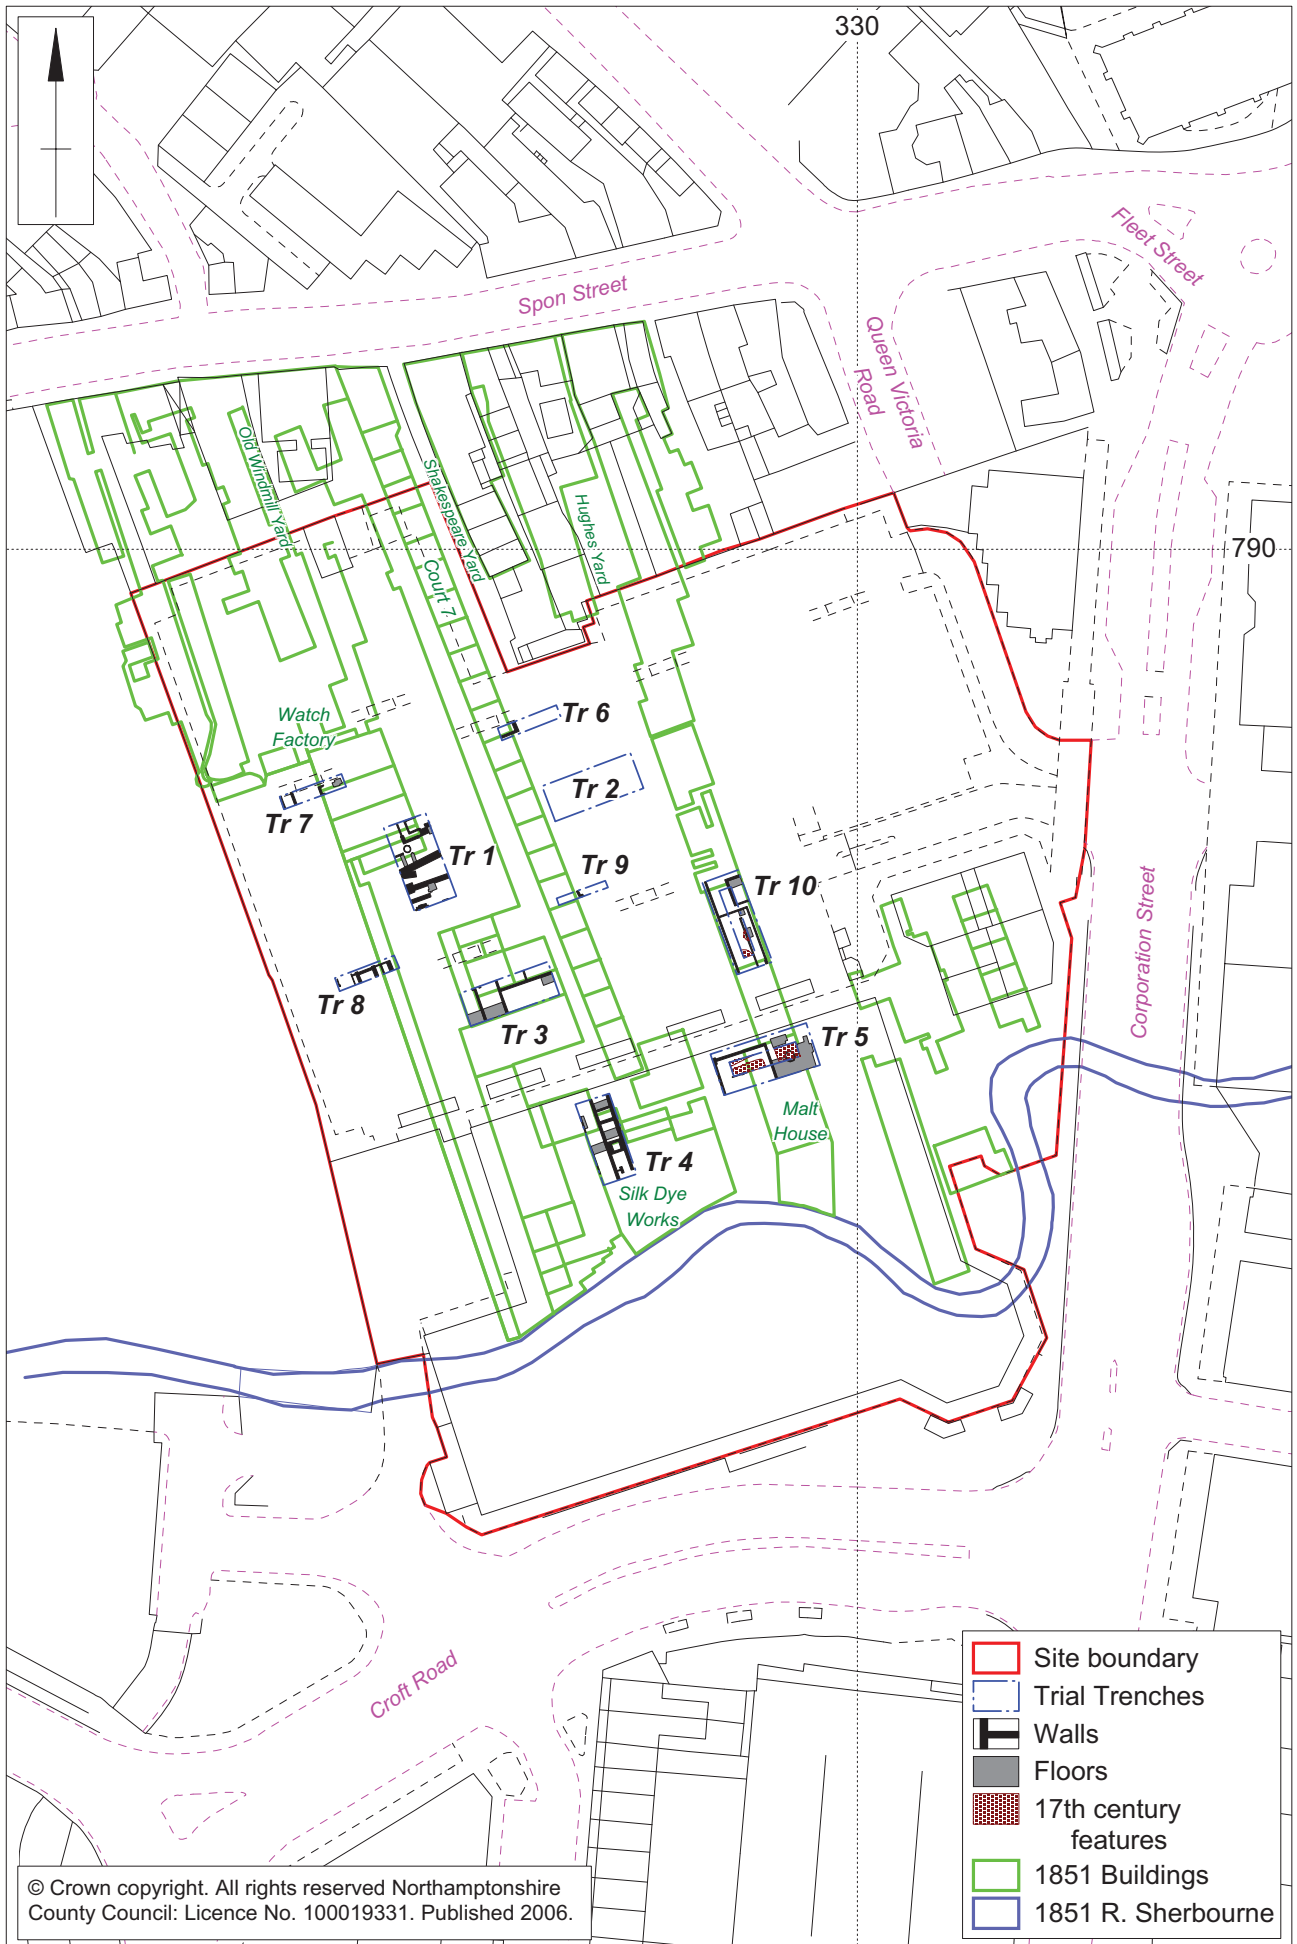 330
Fleet Street
Spon Street
Queen Victoria
Road
Old Windmill Yard
Shakespeare Yard
Hughes Yard
790
Court 7
Watch
Factory
Tr 6
Tr 2
Tr 7
Tr 1
Tr 9
Tr 10
Corporation Street
Tr 8
Tr 3
Tr 5
Malt
House
Tr 4
Silk Dye
Works
Croft Road
Site boundary
Trial Trenches
Walls
Floors
17th century
features
1851 Buildings
1851 R. Sherbourne
© Crown copyright. All rights reserved Northamptonshire
County Council: Licence No. 100019331. Published 2006.